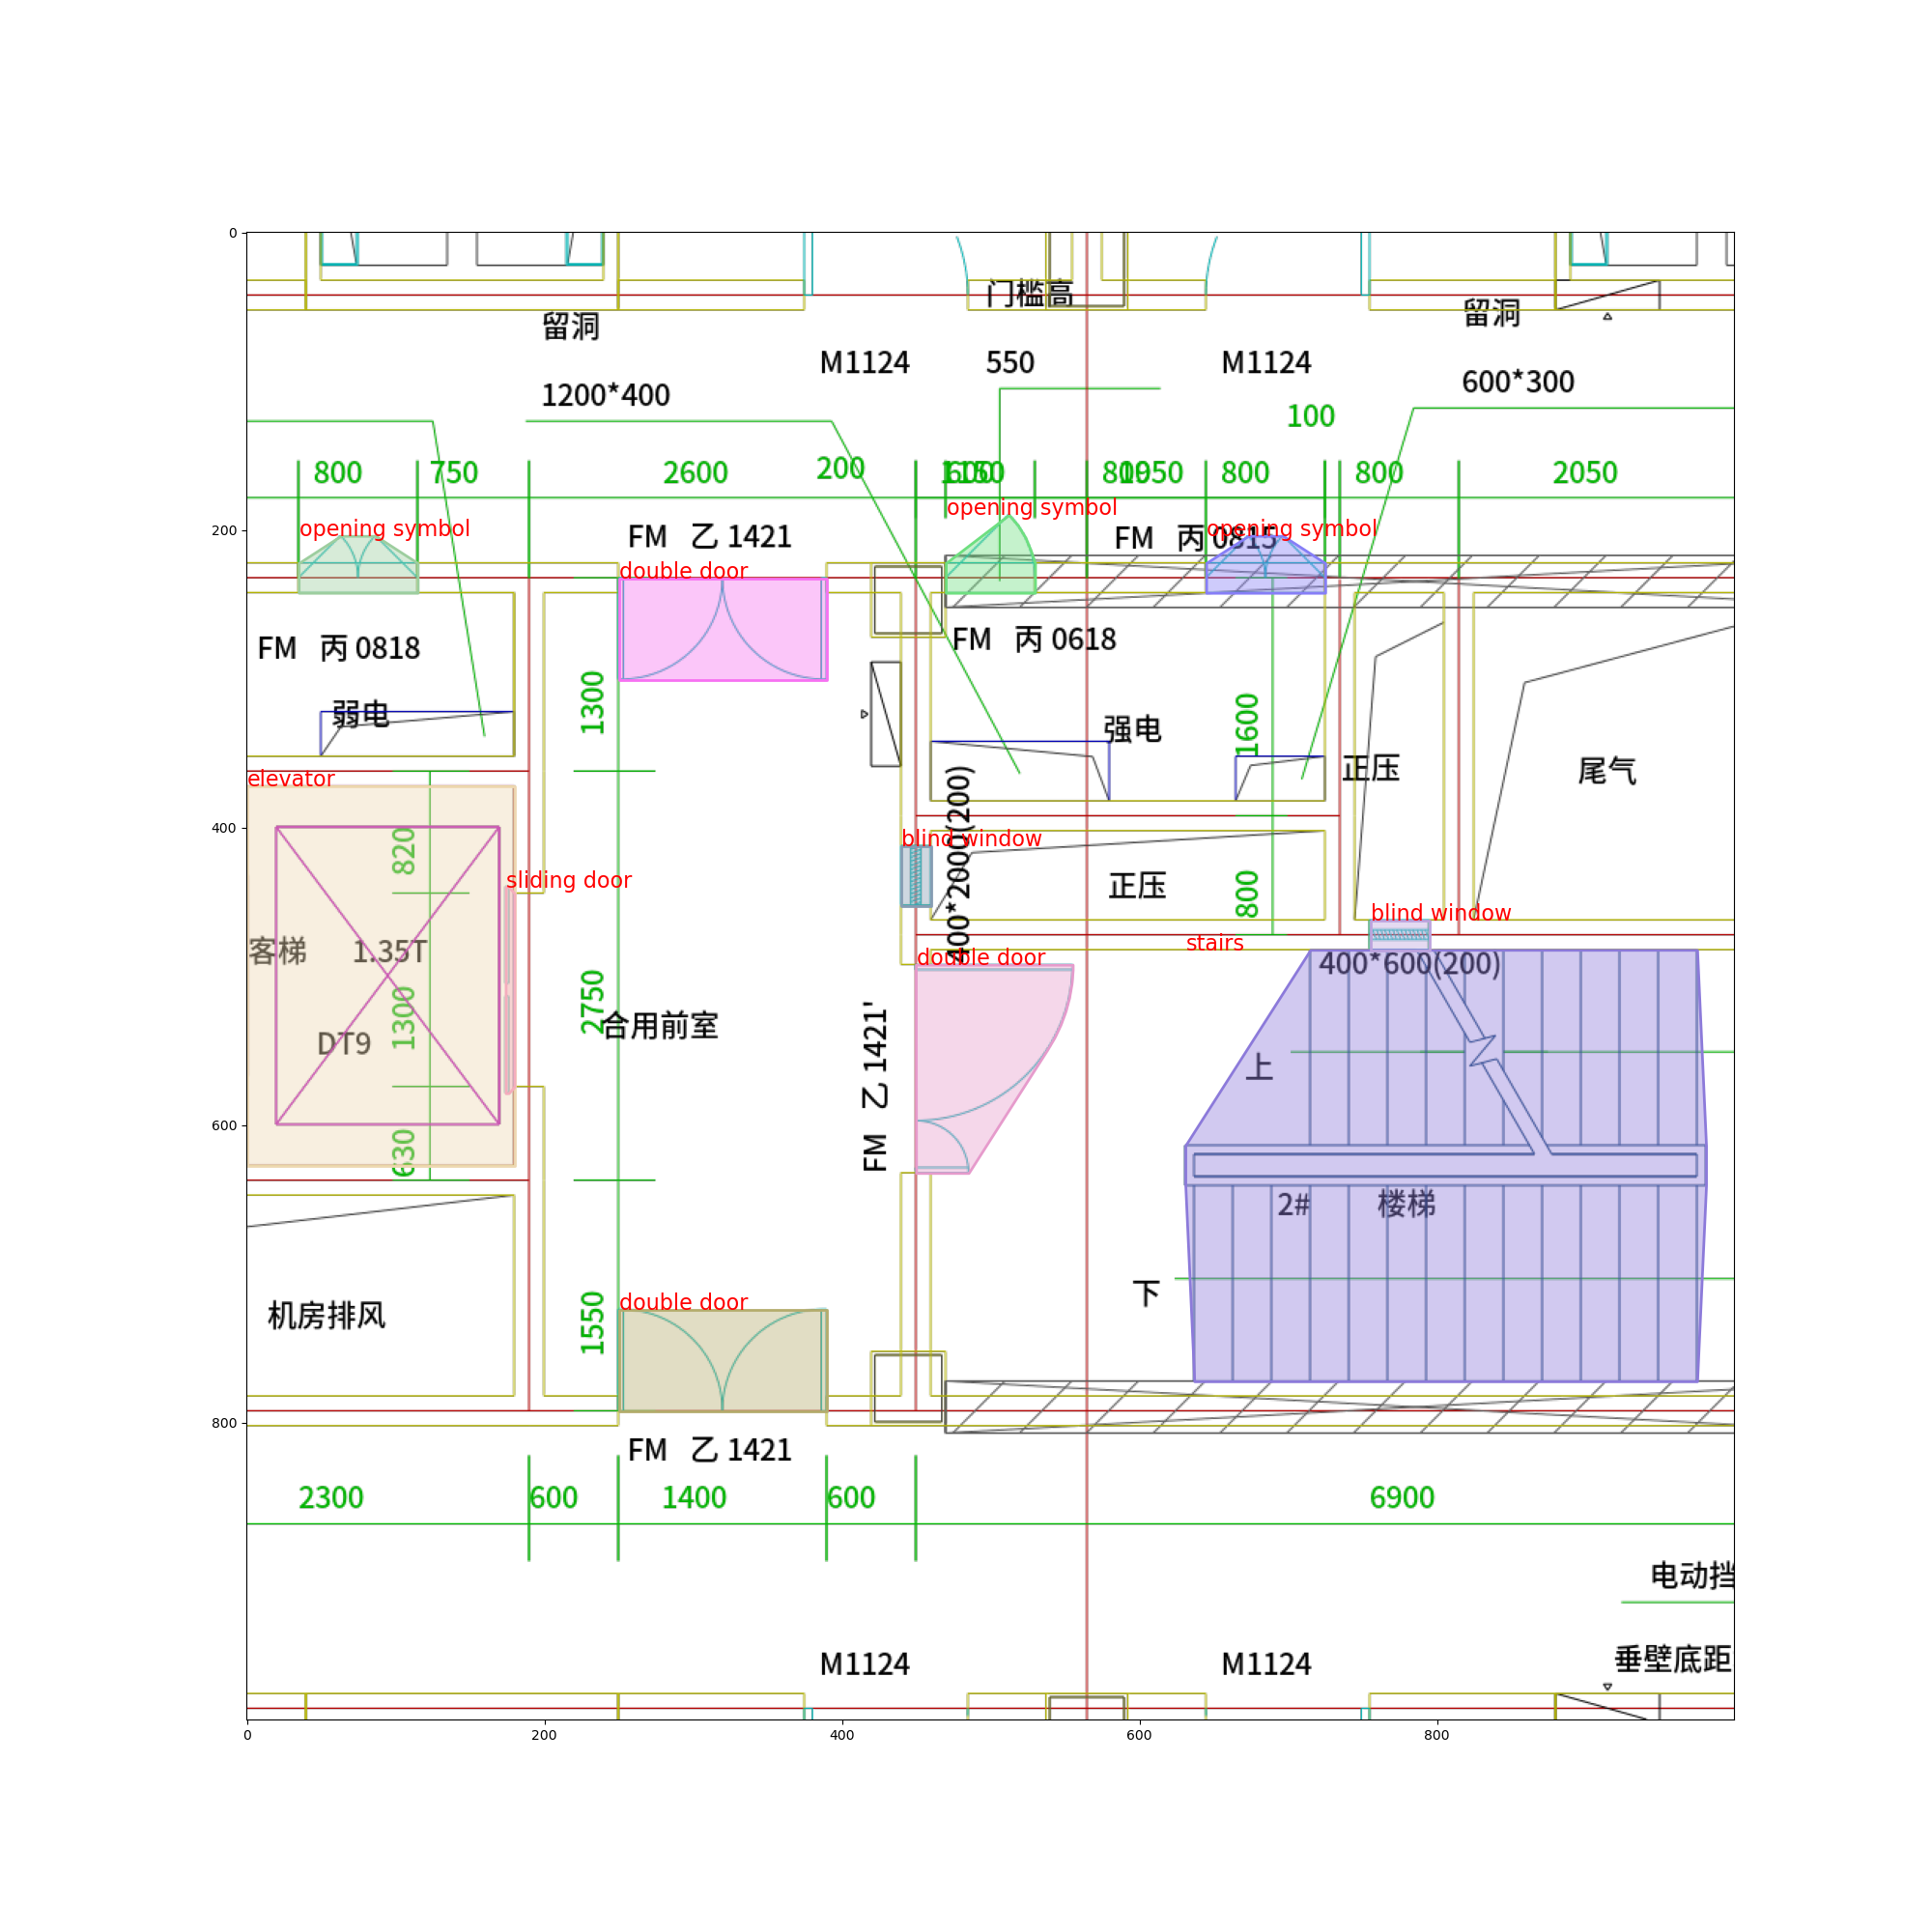 0
门槛高
留洞
留洞
M1124
550
M1124
600*300
1200*400
100
800
750
2600
200
1150
600
800
1950
800
800
2050
opening symbol
opening symbol
opening symbol
200
FM 乙 1421
FM 丙 0815
double door
FM 丙 0818
FM 丙 0618
弱电
1300
强电
1600
正压
尾气
elevator
400
820
blind window
400*2000(200)
sliding door
正压
800
blind window
客梯 1.35T
stairs
double door
400*600(200)
1300
2750
DT9
合用前室
FM 乙 1421'
上
600
630
2#
楼梯
下
机房排风
1550
double door
800
FM 乙 1421
2300
600
1400
600
6900
电动挡
M1124
M1124
垂壁底距
0
200
400
600
800